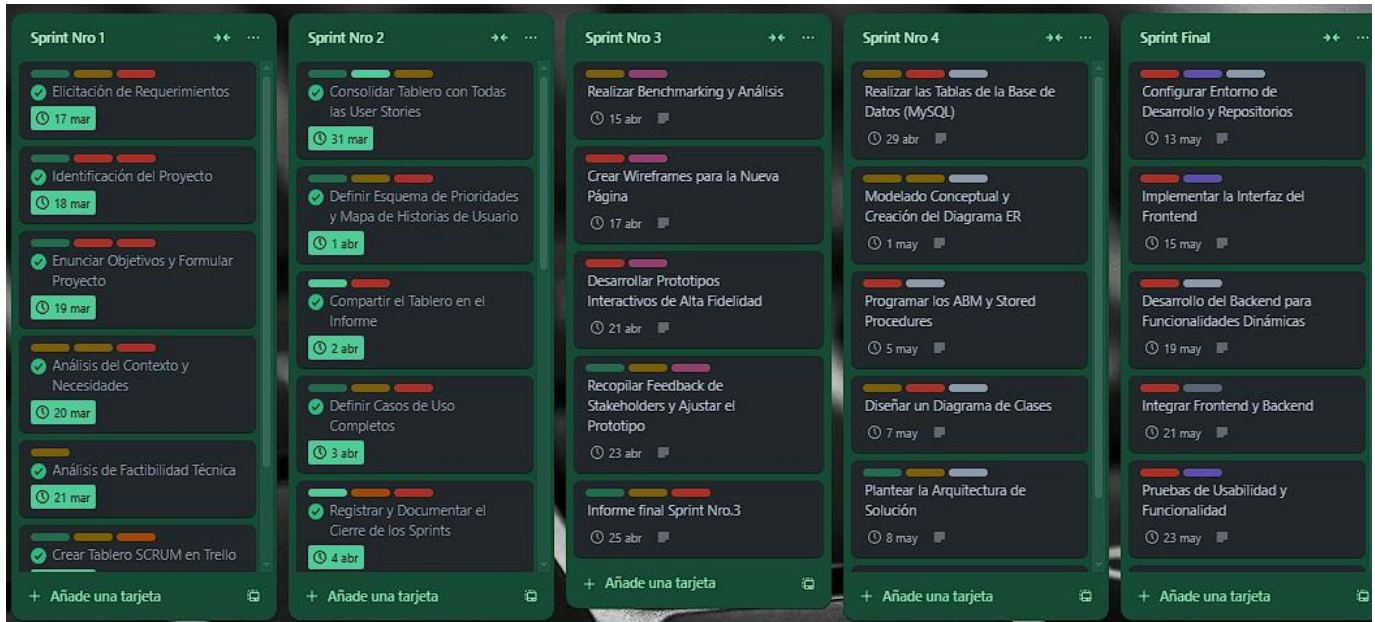 Sprint Nro 1
Elicitación de Requerimientos
17 mar
Identificación del Proyecto
18 mar
Enunciar Objetivos y Formular
Proyecto
19 mar
Análisis del Contexto y
Necesidades
20 mar
Análisis de Factibilidad Técnica
21 mar
Crear Tablero SCRUM en Trello
+ Añade una tarjeta
Sprint Nro 2
Consolidar Tablero con Todas
las User Stories
31 mar
Definir Esquema de Prioridades
y Mapa de Historias de Usuario
1 abr
Compartir el Tablero en el
Informe
2 abr
Definir Casos de Uso
Completos
3 abr
Registrar y Documentar el
Cierre de los Sprints
4 abr
+ Añade una tarjeta
Sprint Nro 3
Realizar Benchmarking y Análisis
15 abr
Crear Wireframes para la Nueva
Página
17 abr
Desarrollar Prototipos
Interactivos de Alta Fidelidad
21 abr
Recopilar Feedback de
Stakeholders y Ajustar el
Prototipo
23 abr
Informe final Sprint Nro.3
25 abr
+ Añade una tarjeta
Sprint Nro 4
Realizar las Tablas de la Base de
Datos (MySQL)
29 abr
Modelado Conceptual y
Creación del Diagrama ER
1 may
Programar los ABM y Stored
Procedures
5 may
Diseñar un Diagrama de Clases
7 may
Plantear la Arquitectura de
Solución
8 may
+ Añade una tarjeta
Sprint Final
Configurar Entorno de
Desarrollo y Repositorios
13 may
Implementar la Interfaz del
Frontend
15 may
Desarrollo del Backend para
Funcionalidades Dinámicas
19 may
Integrar Frontend y Backend
21 may
Pruebas de Usabilidad y
Funcionalidad
23 may
+ Añade una tarjeta